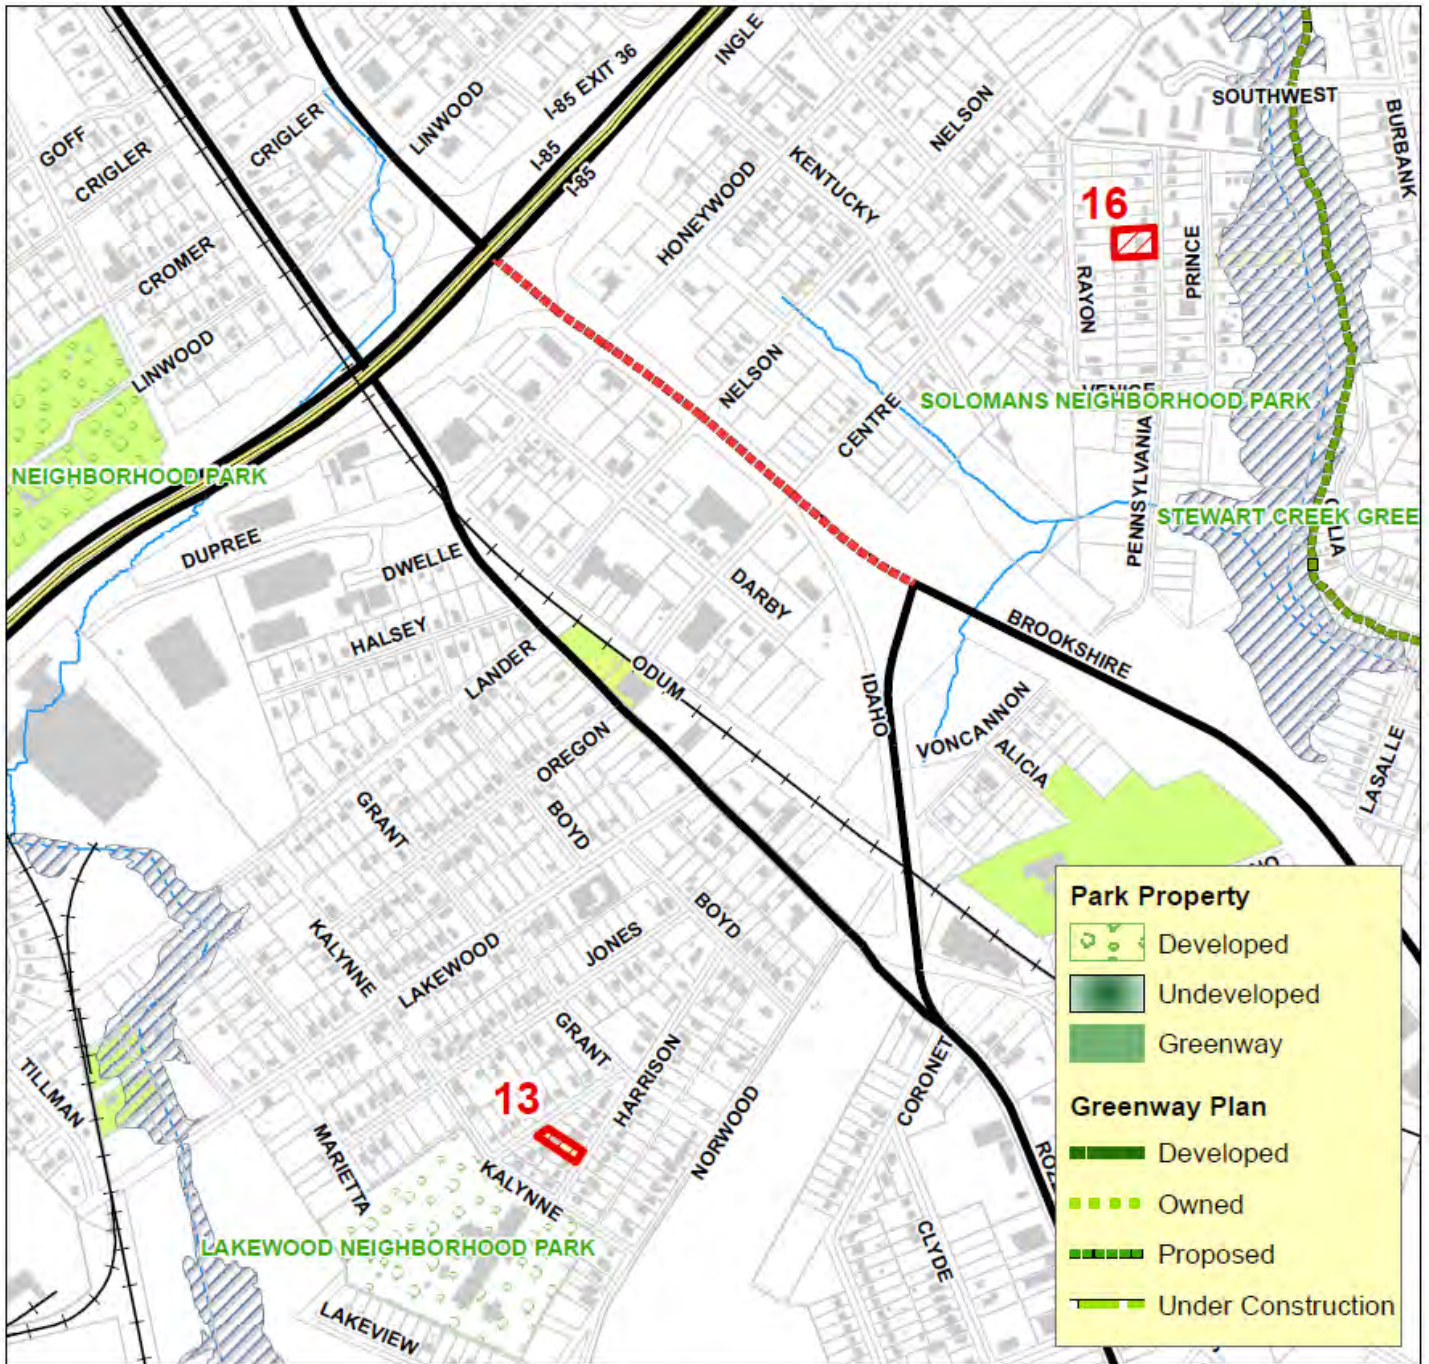 INGLE
I-85 EXIT 36
LINWOOD
I-85
I-85
GOFF
CRIGLER
CRIGLER
NELSON
KENTUCKY
HONEYWOOD
SOUTHWEST
BURBANK
16
PRINCE
RAYON
CROMER
LINWOOD
NELSON
CENTRE
VENICE
SOLOMANS NEIGHBORHOOD PARK
PENNSYLVANIA
NEIGHBORHOOD PARK
STEWART CREEK GREE
LIA
DUPREE
DWELLE
HALSEY
LANDER
DARBY
ODUM
BROOKSHIRE
IDAHO
VONCANNON
ALICIA
LASALLE
OREGON
BOYD
GRANT
KALYNNE
LAKEWOOD
JONES
BOYD
GRANT
HARRISON
NORWOOD
CORONET
TILLMAN
13
MARIETTA
KALYNNE
LAKEWOOD NEIGHBORHOOD PARK
LAKEVIEW
CLYDE
Park Property
Developed
Undeveloped
Greenway
Greenway Plan
Developed
Owned
Proposed
Under Construction